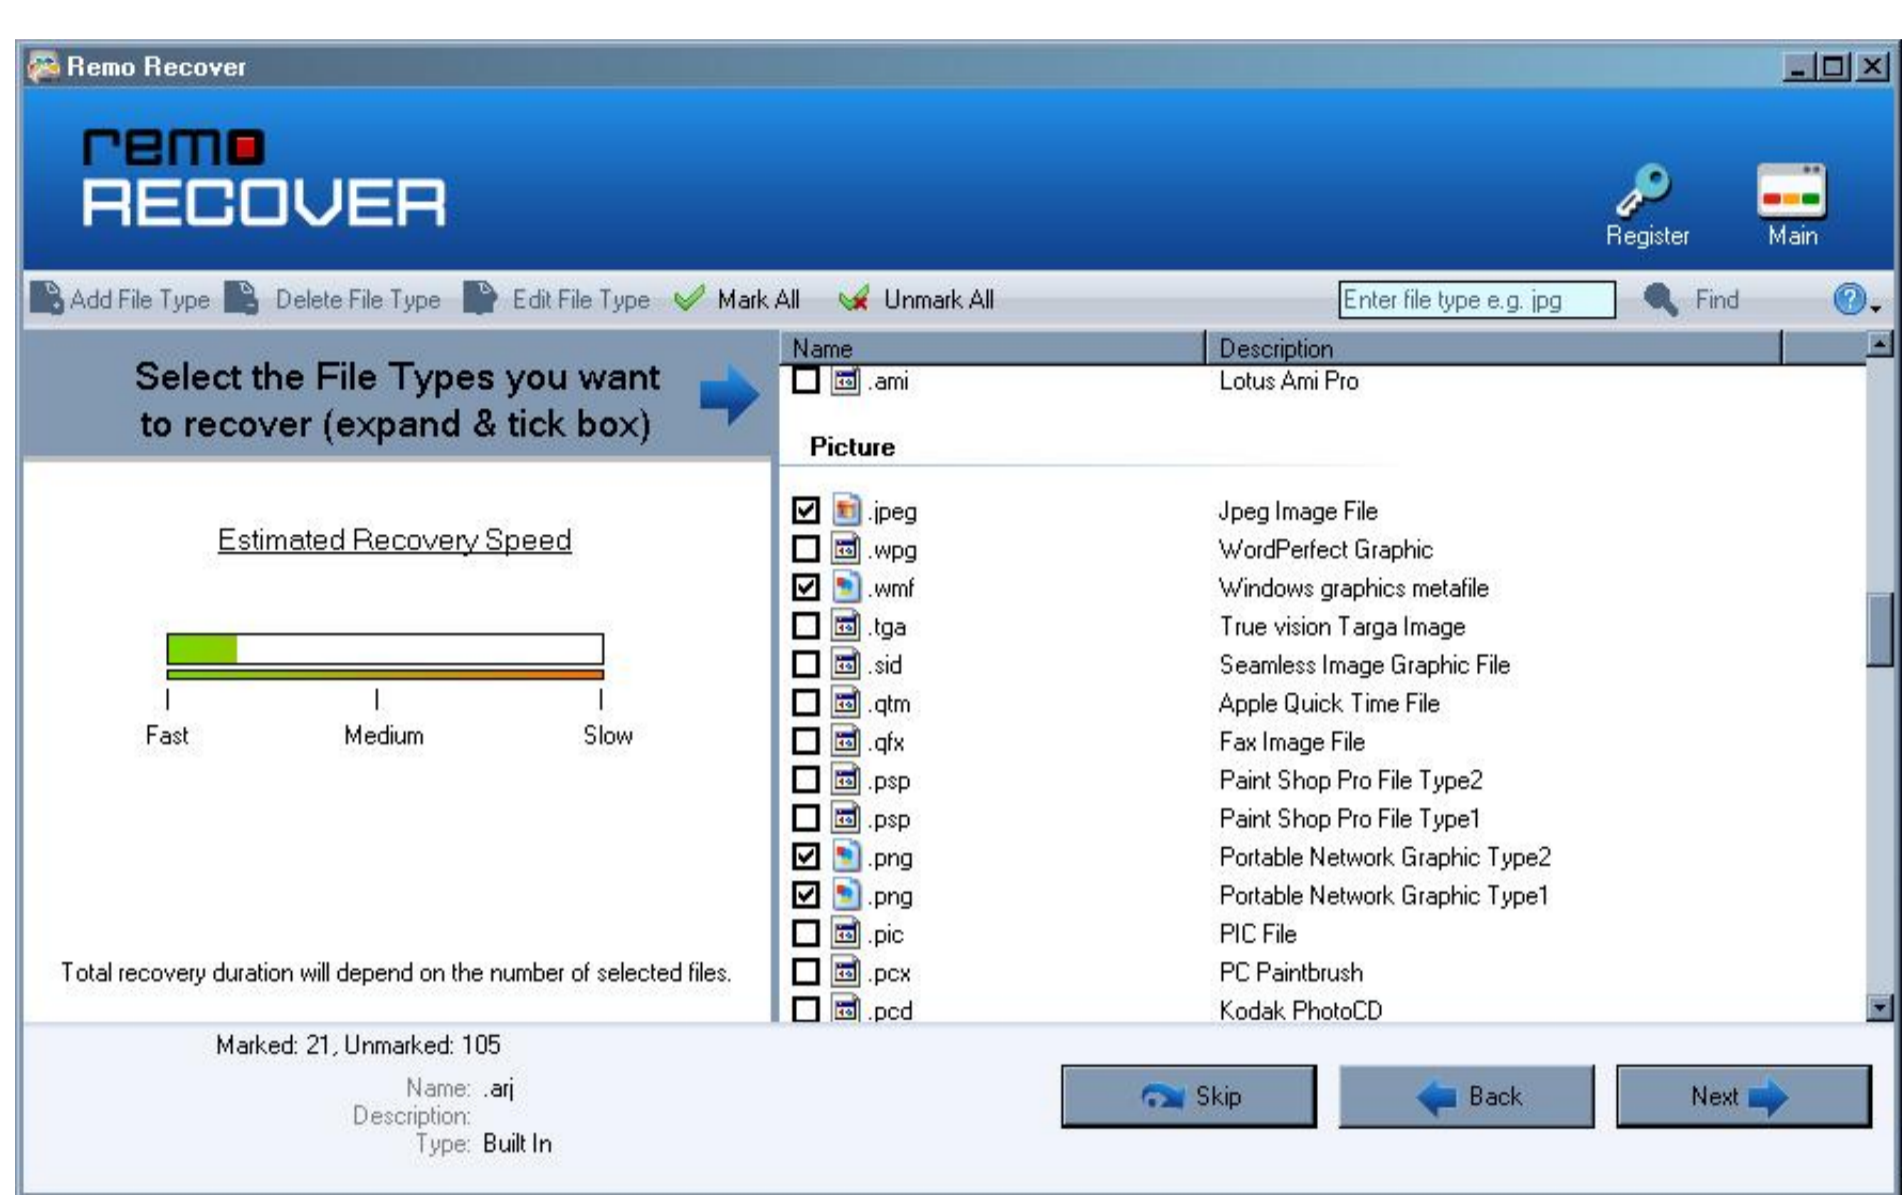 Remo Recover
remo
RECOVER
Register
Main
Add File Type
Delete File Type
Edit File Type
Mark All
Unmark All
Enter file type e.g. jpg
Find
Select the File Types you want
to recover (expand & tick box)
Estimated Recovery Speed
Fast
Medium
Slow
Total recovery duration will depend on the number of selected files.
Name Description
.ami Lotus Ami Pro
Picture
.jpeg Jpeg Image File
.wpg WordPerfect Graphic
.wmf Windows graphics metafile
.tga True vision Targa Image
.sid Seamless Image Graphic File
.qtm Apple Quick Time File
.qfx Fax Image File
.psp Paint Shop Pro File Type2
.psp Paint Shop Pro File Type1
.png Portable Network Graphic Type2
.png Portable Network Graphic Type1
.pic PIC File
.pcx PC Paintbrush
.pcd Kodak PhotoCD
Marked: 21, Unmarked: 105
Name: .arj
Description:
Type: Built In
Skip
Back
Next